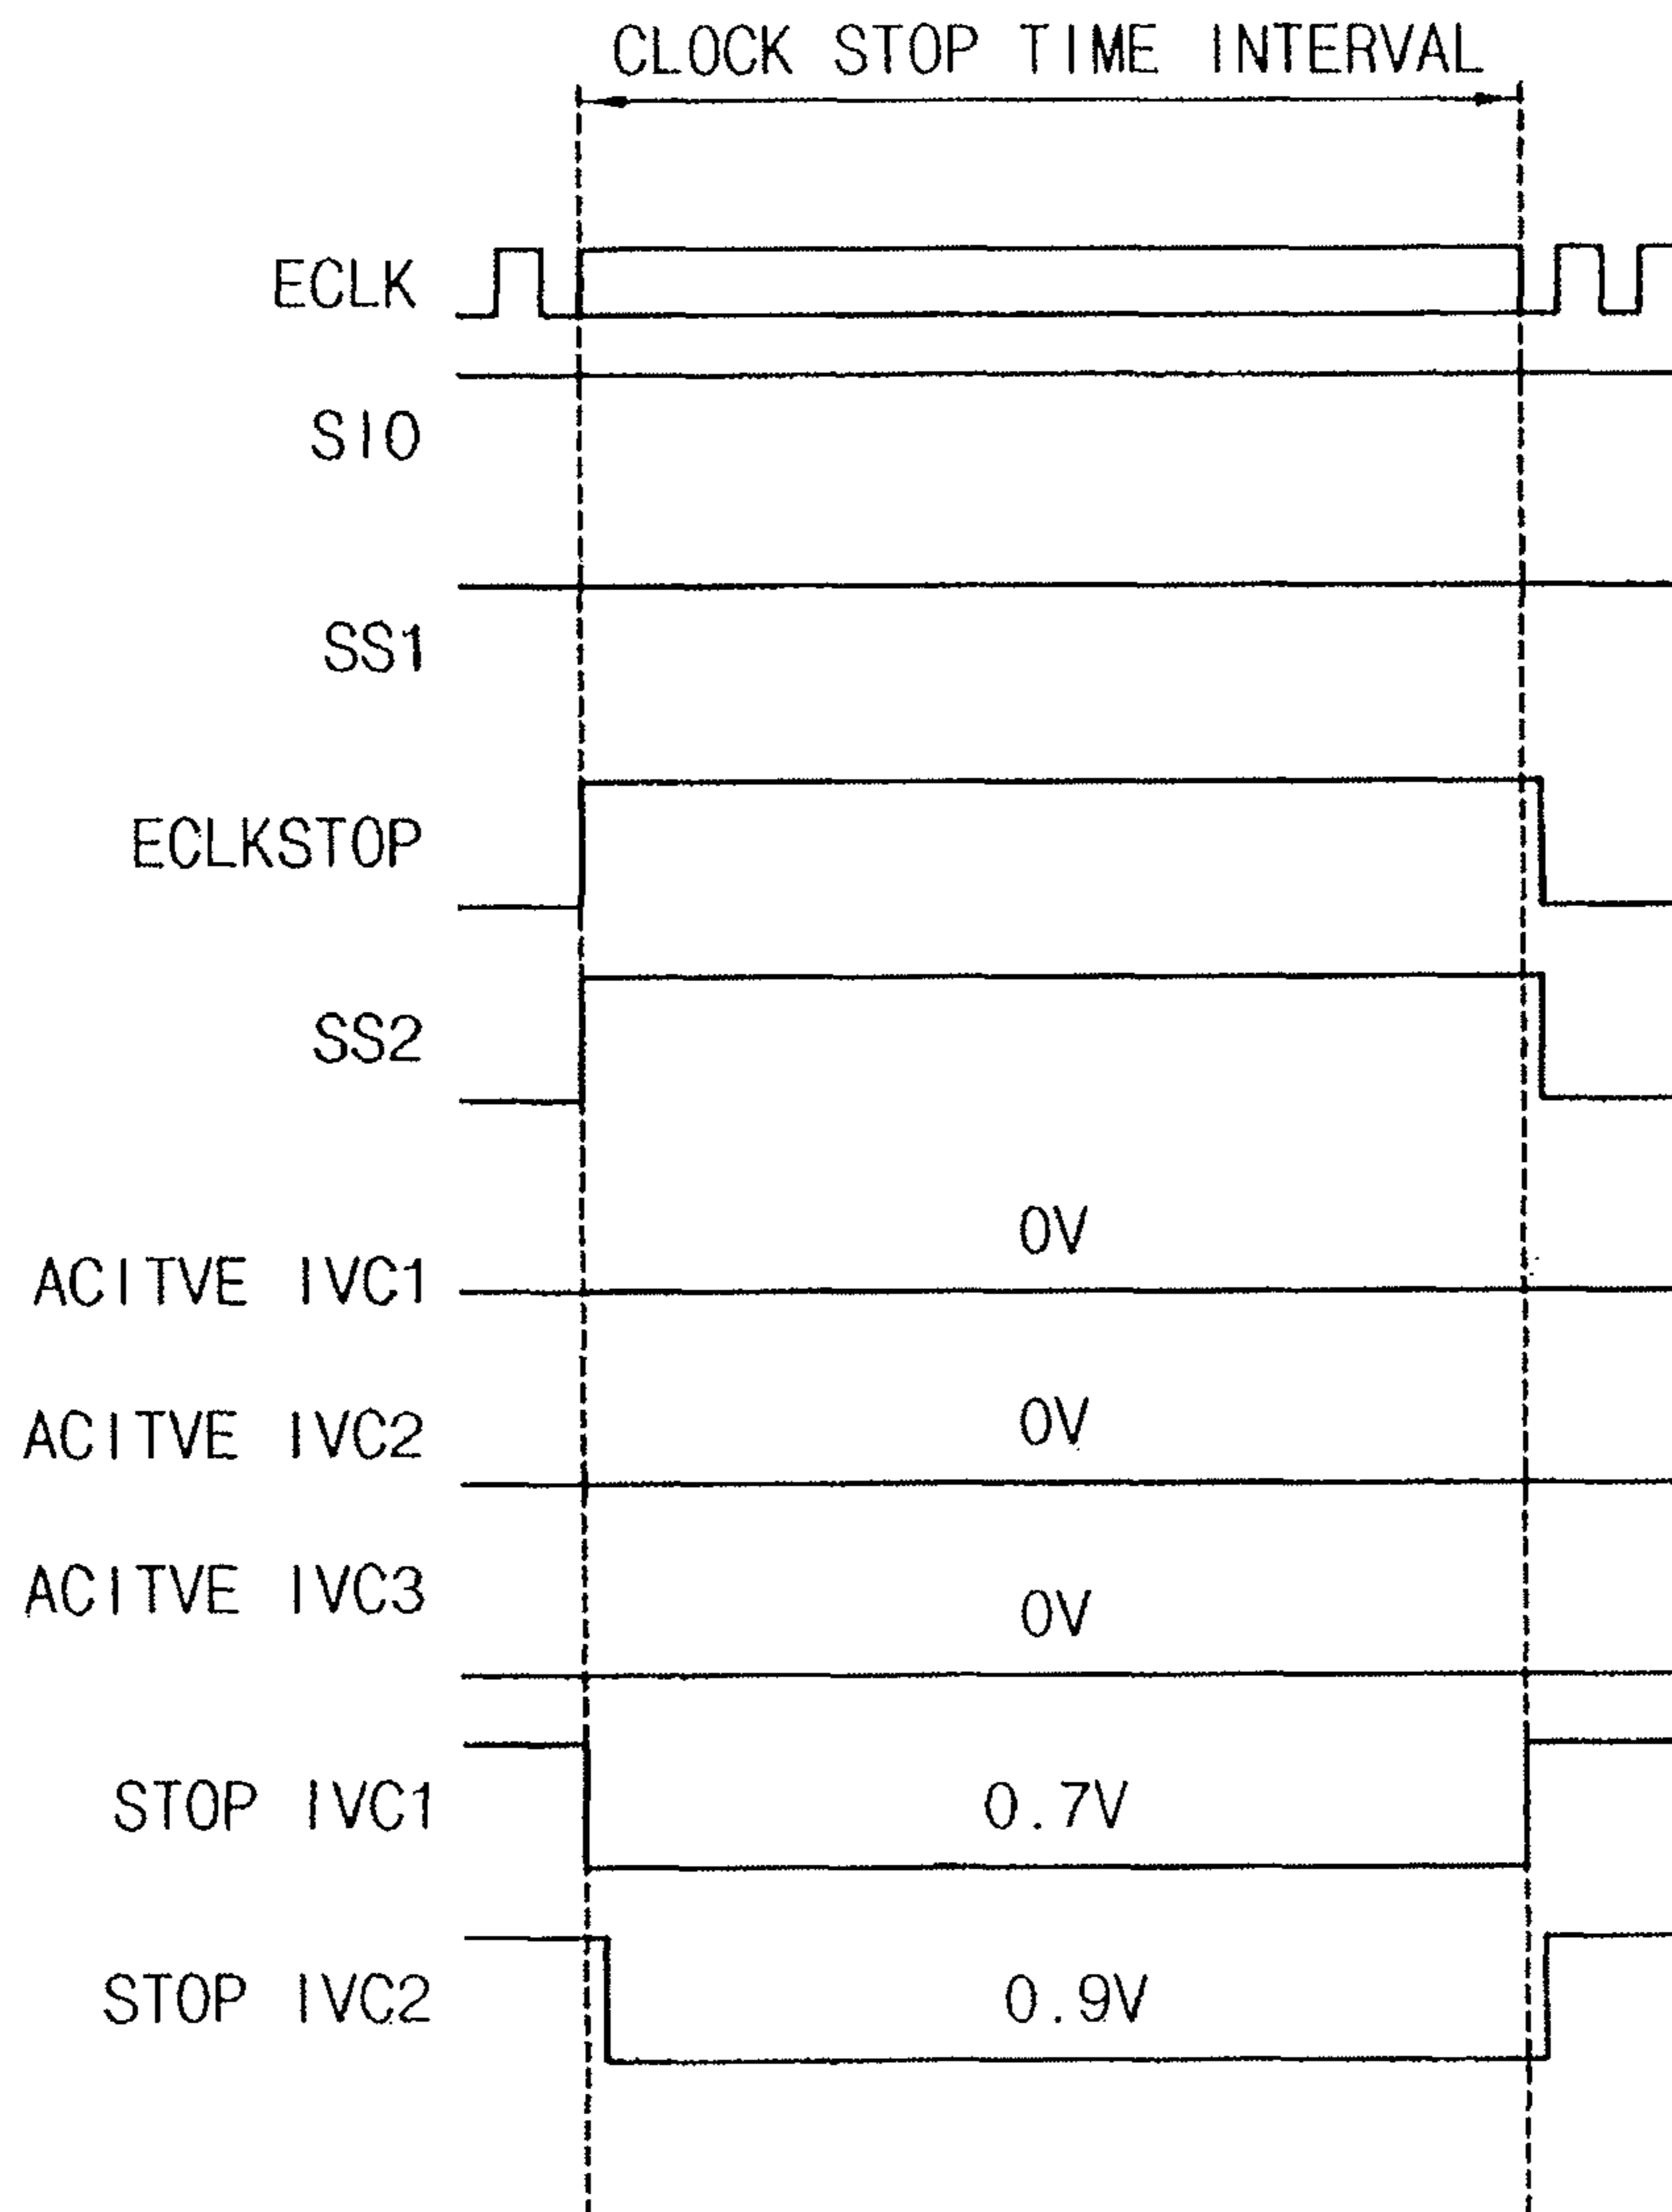 CLOCK STOP TIME INTERVAL
ECLK
SIO
SS1
ECLKSTOP
SS2
0V
ACITVE IVC1
0V
ACITVE IVC2
0V
ACITVE IVC3
0.7V
STOP IVC1
0.9V
STOP IVC2